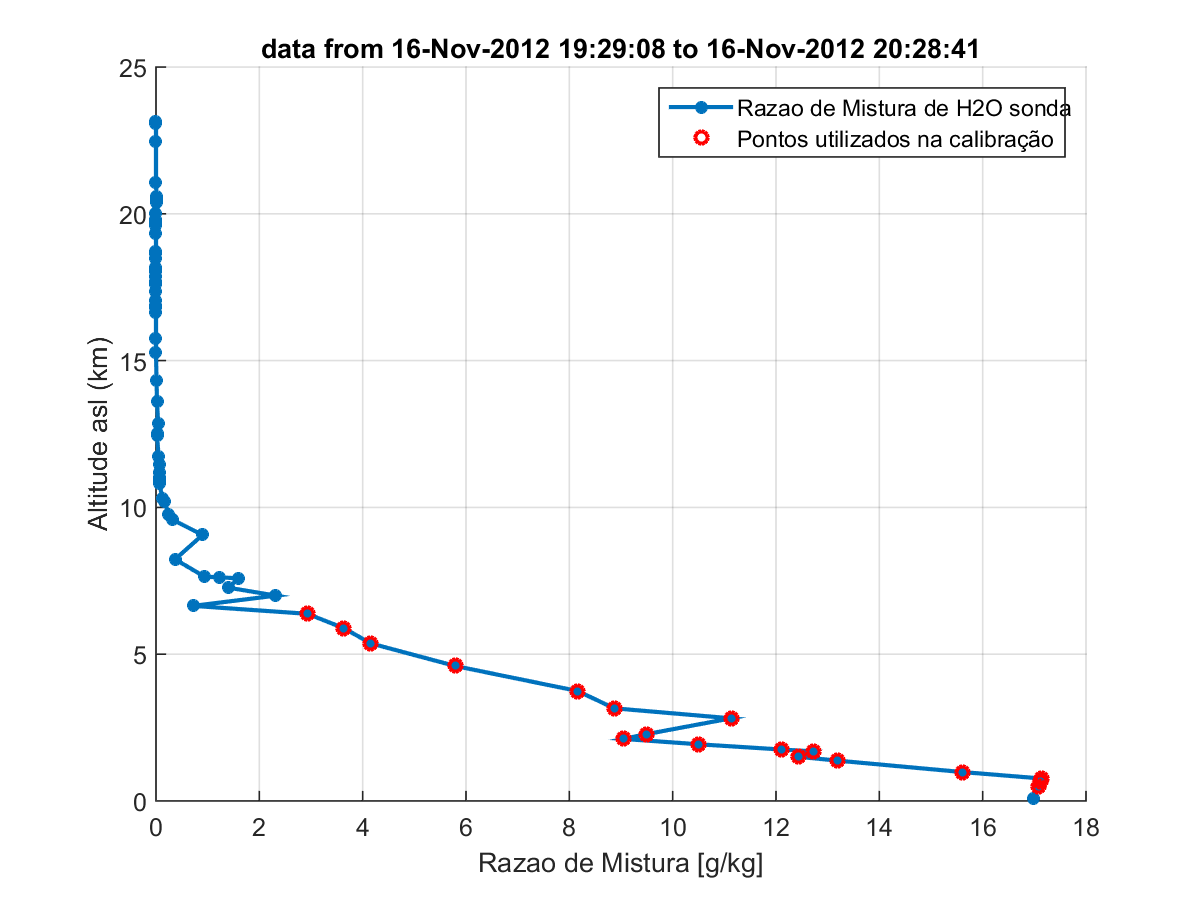 data from 16-Nov-2012 19:29:08 to 16-Nov-2012 20:28:41
25
Razao de Mistura de H2O sonda
Pontos utilizados na calibração
20
15
Altitude asl (km)
10
5
0
0 2 4 6 8 10 12 14 16 18
Razao de Mistura [g/kg]